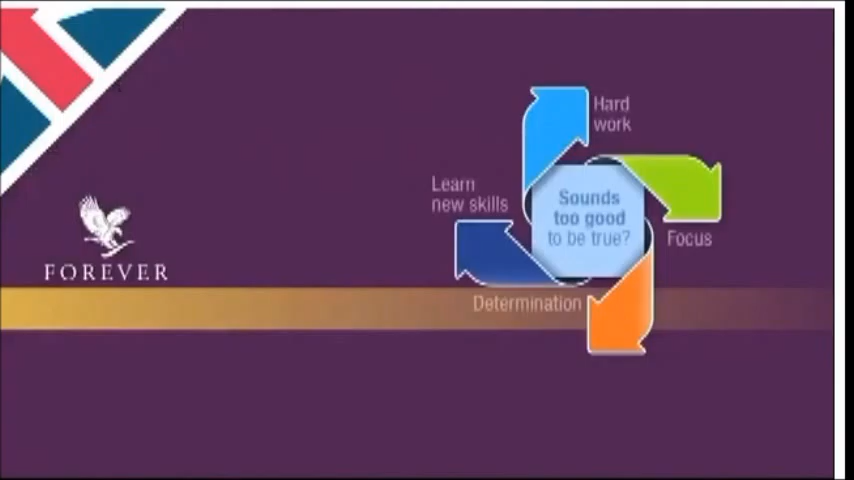 Hard
work
Learn
new skills
Sounds
too good
to be true?
Focus
FOREVER
Determination